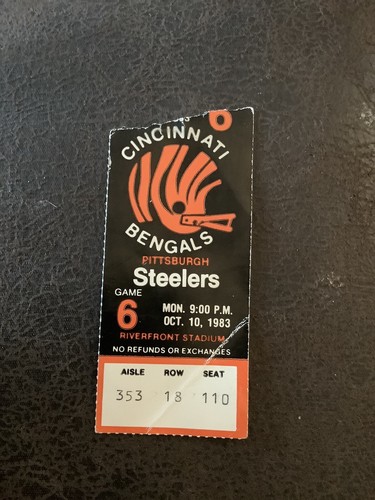 6
CINCINNATI
BENGALS
PITTSBURGH
Steelers
GAME
6
MON. 9:00 P.M.
OCT. 10, 1983
RIVERFRONT STADIUM
NO REFUNDS OR EXCHANGES
AISLE ROW SEAT
353 18 110